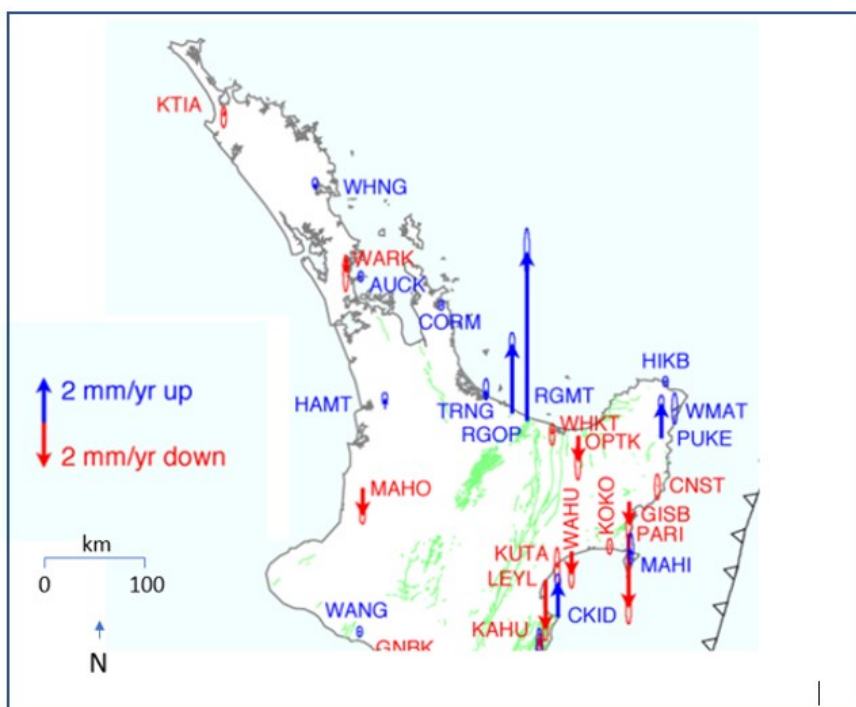 KTIA
WHNG
WARK
AUCK
CORM
HIKB
2 mm/yr up
HAMT
TRNG
RGMT
WMAT
RGOP
WHKT
PUKE
OPTK
2 mm/yr down
MAHO
CNST
GISB
WAHU
KOKO
PARI
km
KUTA
MAHI
0
100
LEYL
WANG
CKID
KAHU
GNBK
N